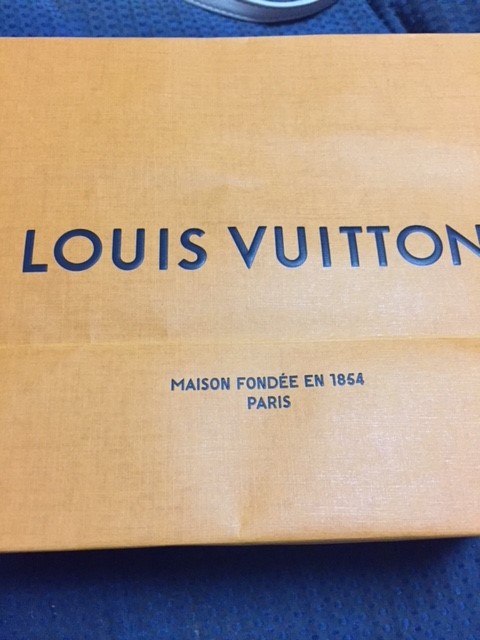 LOUIS VUITTON
MAISON FONDÉE EN 1854
PARIS